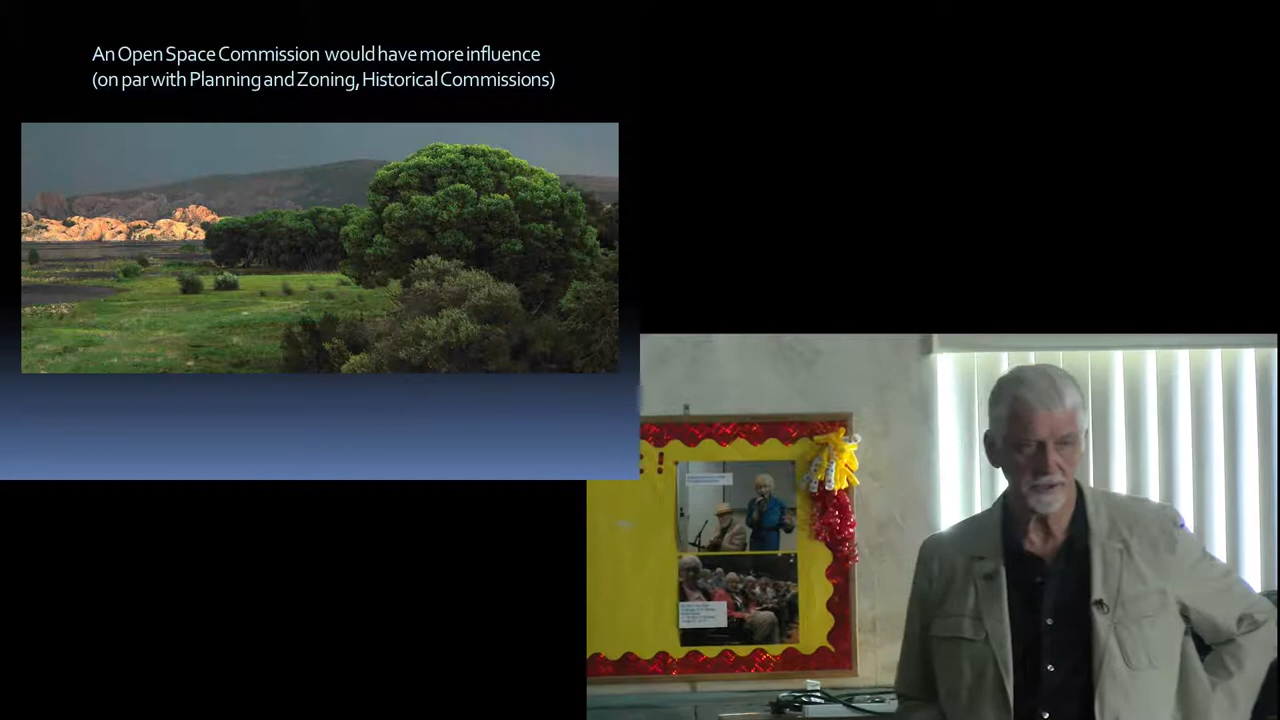 An Open Space Commission would have more influence
(on par with Planning and Zoning, Historical Commissions)